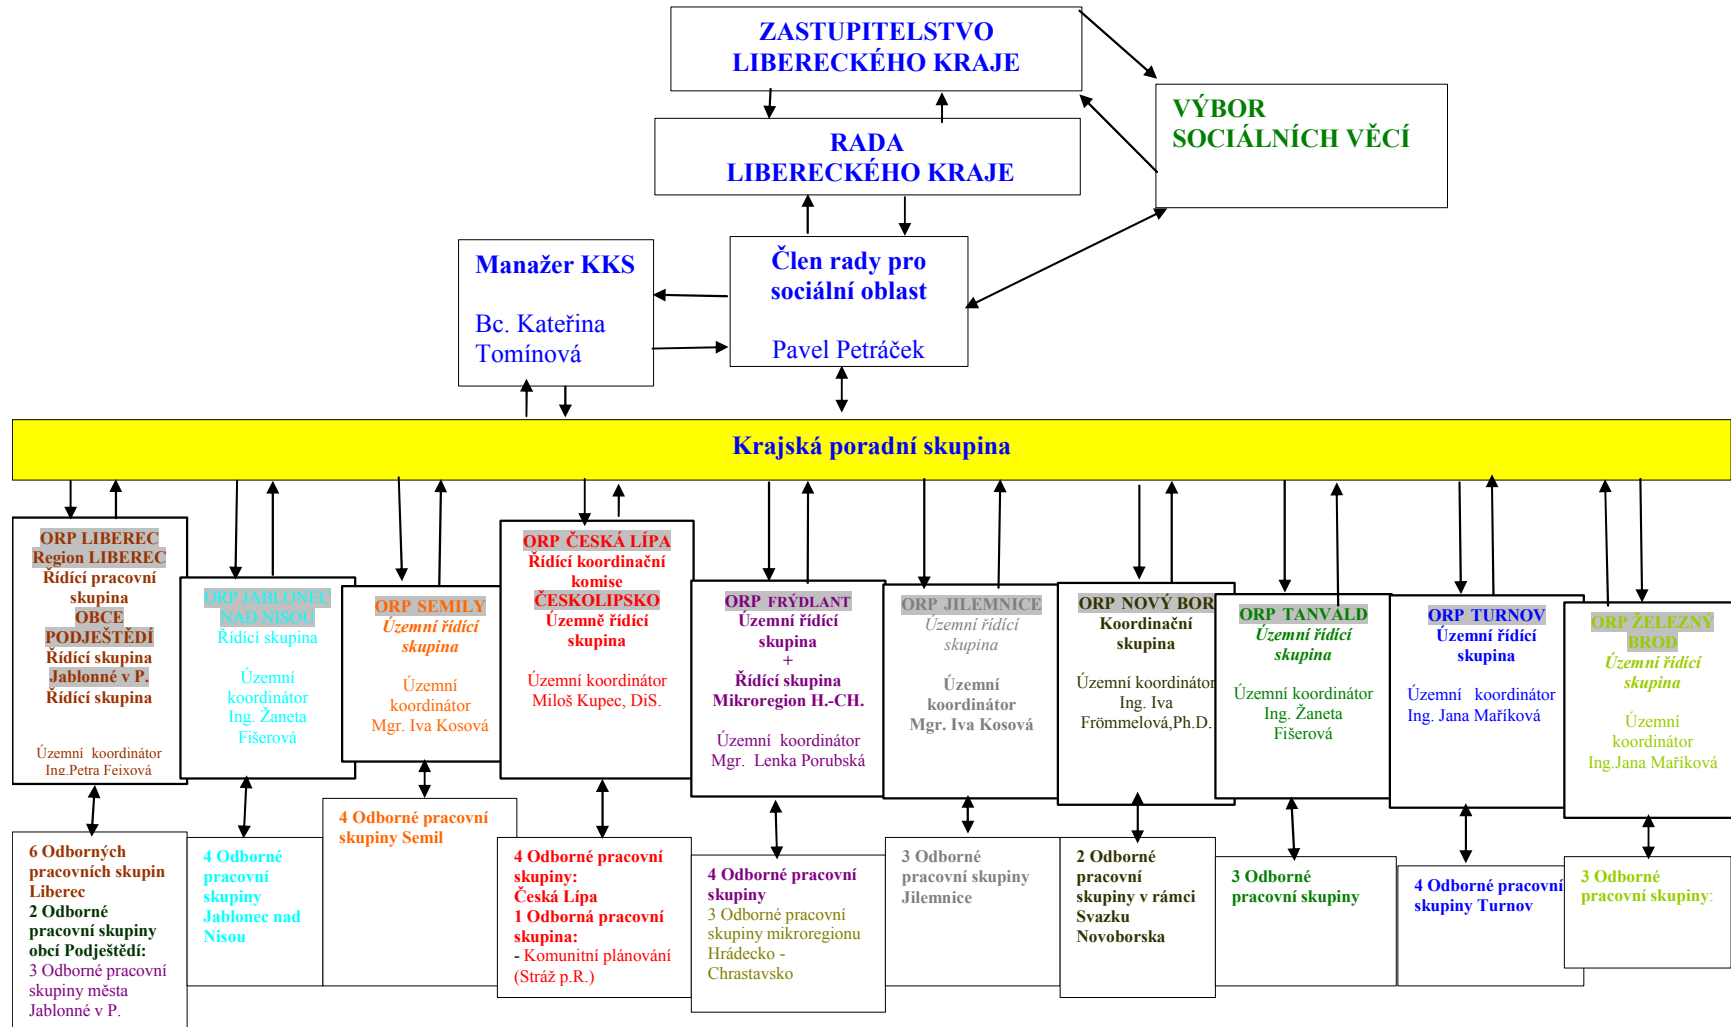 ZASTUPITELSTVO
LIBERECKÉHO KRAJE
VÝBOR
SOCIÁLNÍCH VĚCÍ
RADA
LIBERECKÉHO KRAJE
Manažer KKS
Bc. Kateřina
Tomínová
Člen rady pro
sociální oblast
Pavel Petráček
Krajská poradní skupina
ORP LIBEREC
Region LIBEREC
Řídící pracovní
skupina
OBCE
PODJEŠTĚDÍ
Řídící skupina
Jablonné v P.
Řídící skupina
Územní koordinátor
Ing.Petra Feixová
ORP JABLONEC
NAD NISOU
Řídící skupina
Územní
koordinátor
Ing. Žaneta
Fišerová
ORP SEMILY
Územní řídící
skupina
Územní
koordinátor
Mgr. Iva Kosová
ORP ČESKÁ LÍPA
Řídící koordinační
komise
ČESKOLIPSKO
Územně řídící
skupina
Územní koordinátor
Miloš Kupec, DiS.
ORP FRÝDLANT
Územní řídící
skupina
+
Řídící skupina
Mikroregion H.-CH.
Územní koordinátor
Mgr. Lenka Porubská
ORP JILEMNICE
Územní řídící
skupina
Územní
koordinátor
Mgr. Iva Kosová
ORP NOVÝ BOR
Koordinační
skupina
Územní koordinátor
Ing. Iva
Frömmelová,Ph.D.
ORP TANVALD
Územní řídící
skupina
Územní koordinátor
Ing. Žaneta
Fišerová
ORP TURNOV
Územní řídící
skupina
Územní koordinátor
Ing. Jana Maříková
ORP ŽELEZNÝ
BROD
Územní řídící
skupina
Územní
koordinátor
Ing.Jana Maříková
6 Odborných
pracovních skupin
Liberec
2 Odborné
pracovní skupiny
obcí Podještědí:
3 Odborné pracovní
skupiny města
Jablonné v P.
4 Odborné
pracovní
skupiny
Jablonec nad
Nisou
4 Odborné pracovní
skupiny Semil
4 Odborné pracovní
skupiny:
Česká Lípa
1 Odborná pracovní
skupina:
- Komunitní plánování
(Stráž p.R.)
4 Odborné pracovní
skupiny
3 Odborné pracovní
skupiny mikroregionu
Hrádecko -
Chrastavsko
3 Odborné
pracovní skupiny
Jilemnice
2 Odborné
pracovní
skupiny v rámci
Svazku
Novoborska
3 Odborné
pracovní skupiny
4 Odborné pracovní
skupiny Turnov
3 Odborné
pracovní skupiny: